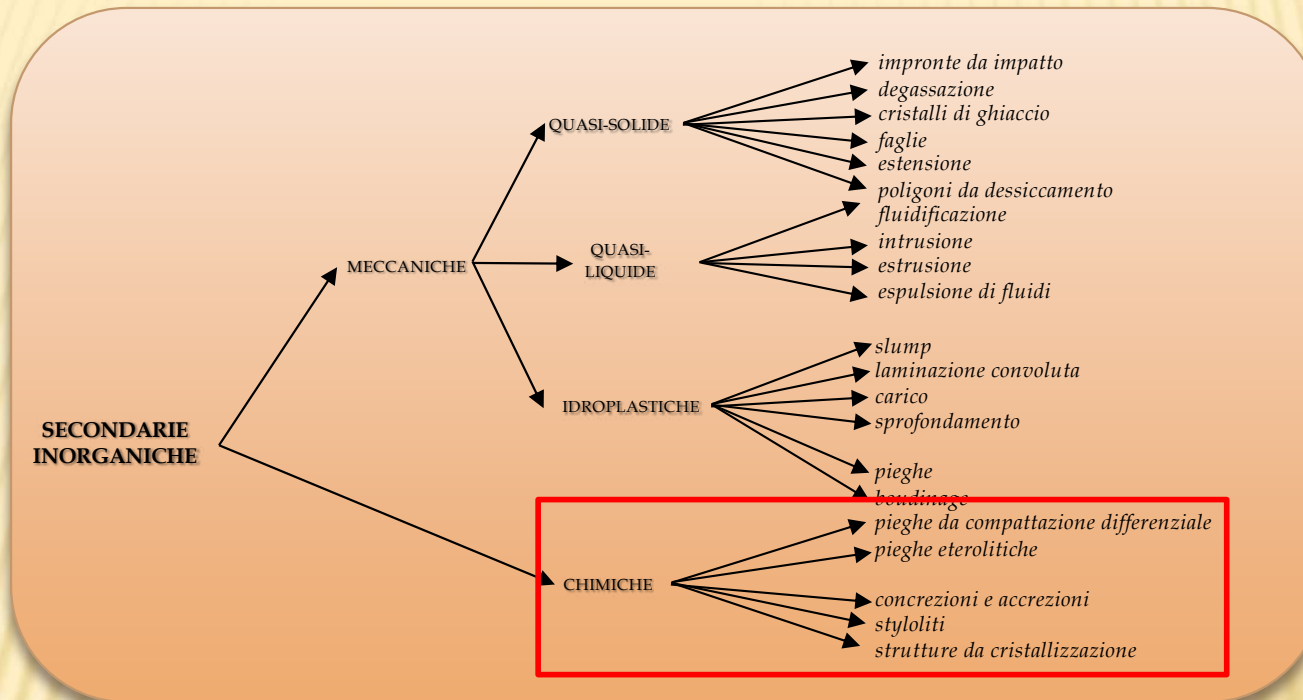 impronte da impatto
degassazione
cristalli di ghiaccio
QUASI-SOLIDE
faglie
estensione
poligoni da dessiccamento
fluidificazione
QUASI-
LIQUIDE
intrusione
estrusione
espulsione di fluidi
MECCANICHE
slump
laminazione convoluta
carico
IDROPLASTICHE
sprofondamento
pieghe
boudinage
SECONDARIE
INORGANICHE
pieghe da compattazione differenziale
pieghe eterolitiche
CHIMICHE
concrezioni e accrezioni
styloliti
strutture da cristallizzazione